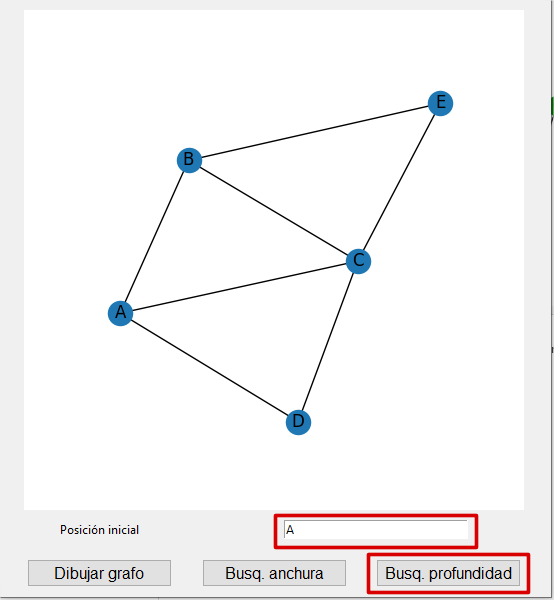 E
B
C
A
D
Posición inicial
A
Dibujar grafo
Busq. anchura
Busq. profundidad